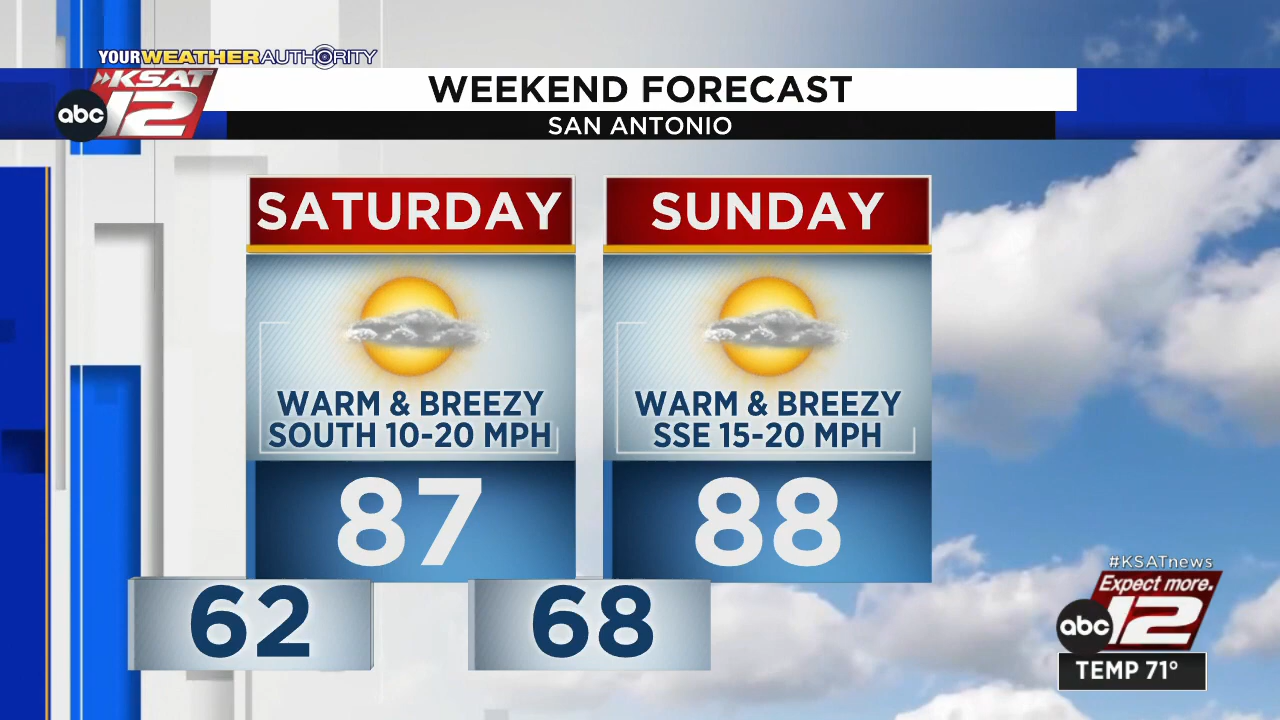 YOURWEATHERAUTHORITY
KSAT
abc 12
WEEKEND FORECAST
SAN ANTONIO
SATURDAY
WARM & BREEZY
SOUTH 10-20 MPH
87
62
SUNDAY
WARM & BREEZY
SSE 15-20 MPH
88
68
#KSATnews
Expect more.
abc 12
TEMP 71°